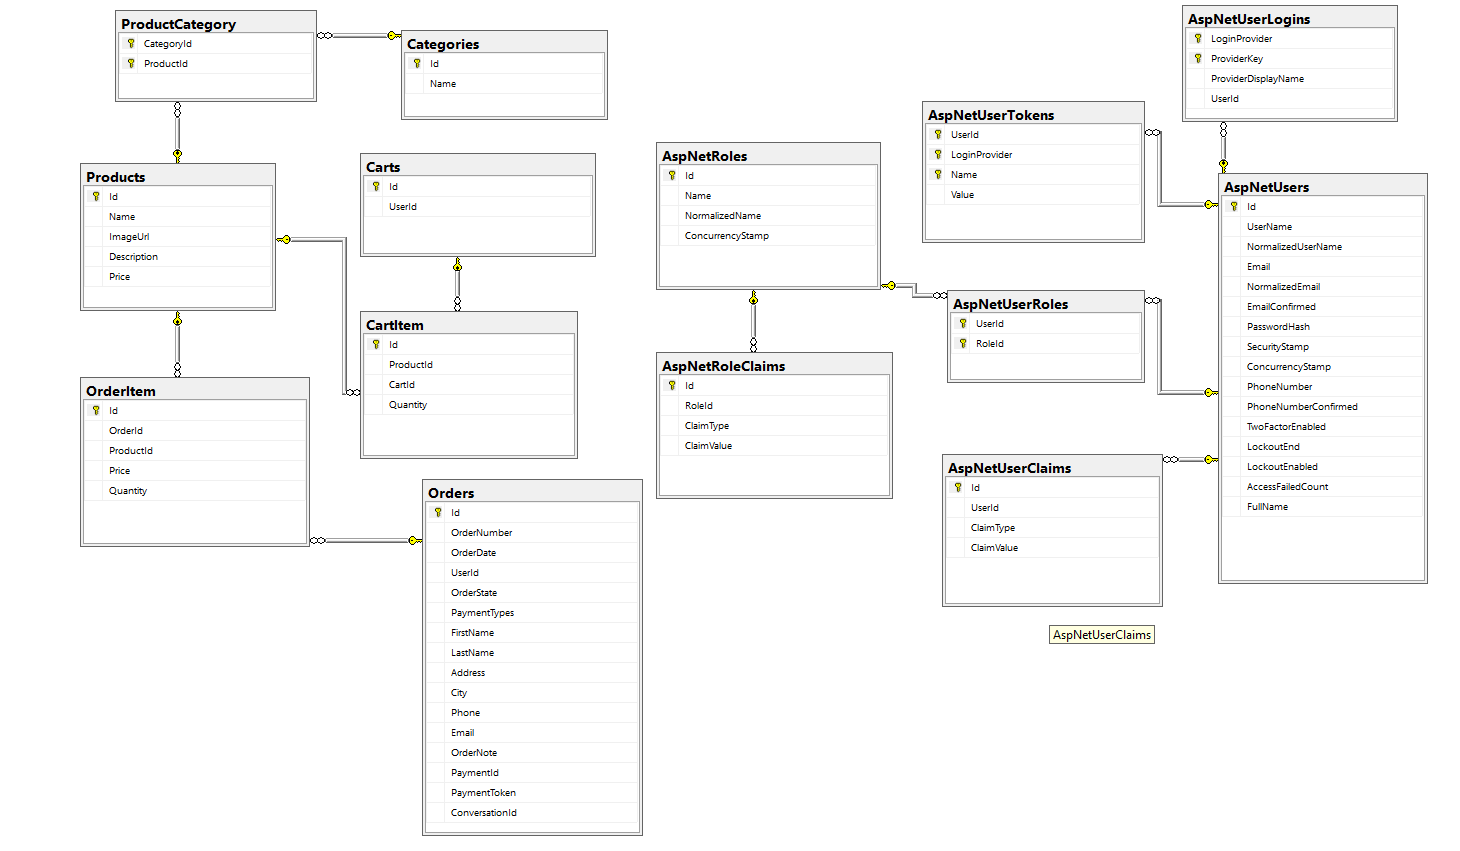 ProductCategory
CategoryId
ProductId
Categories
Id
Name
Products
Id
Name
ImageUrl
Description
Price
Carts
Id
UserId
CartItem
Id
ProductId
CartId
Quantity
OrderItem
Id
OrderId
ProductId
Price
Quantity
Orders
Id
OrderNumber
OrderDate
UserId
OrderState
PaymentTypes
FirstName
LastName
Address
City
Phone
Email
OrderNote
PaymentId
PaymentToken
ConversationId
AspNetRoles
Id
Name
NormalizedName
ConcurrencyStamp
AspNetRoleClaims
Id
RoleId
ClaimType
ClaimValue
AspNetUserTokens
UserId
LoginProvider
Name
Value
AspNetUserRoles
UserId
RoleId
AspNetUserClaims
Id
UserId
ClaimType
ClaimValue
AspNetUserClaims
AspNetUserLogins
LoginProvider
ProviderKey
ProviderDisplayName
UserId
AspNetUsers
Id
UserName
NormalizedUserName
Email
NormalizedEmail
EmailConfirmed
PasswordHash
SecurityStamp
ConcurrencyStamp
PhoneNumber
PhoneNumberConfirmed
TwoFactorEnabled
LockoutEnd
LockoutEnabled
AccessFailedCount
FullName